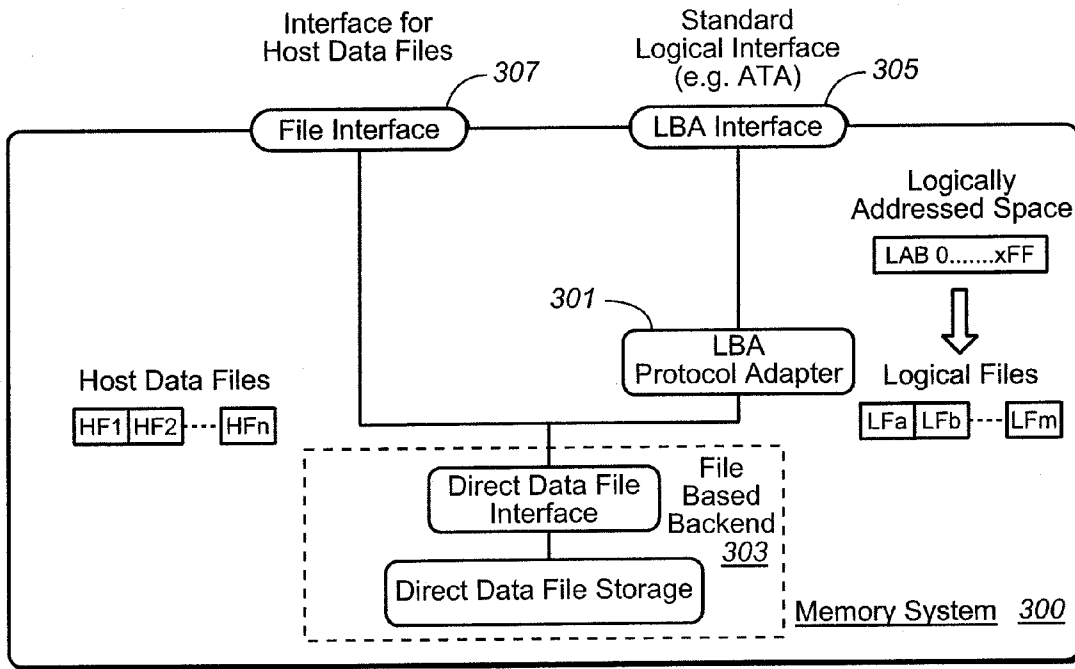 Interface for
Host Data Files
307
Standard
Logical Interface
(e.g. ATA)
305
File Interface
LBA Interface
Logically
Addressed Space
LAB 0.......xFF
301
LBA
Protocol Adapter
Host Data Files
HF1 HF2 ---- HFn
Logical Files
LFa LFb ---- LFm
Direct Data File
Interface
File
Based
Backend
303
Direct Data File Storage
Memory System 300